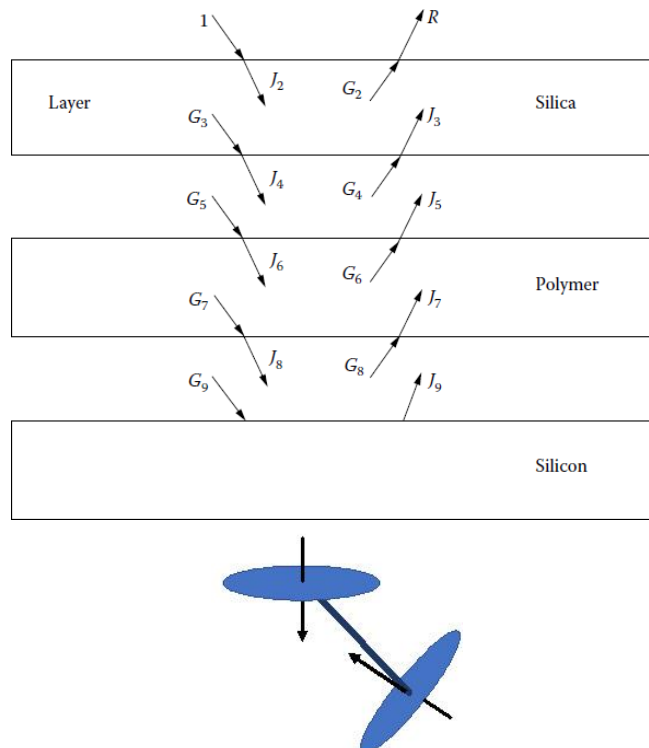 1 R
J2 G2
Layer Silica
G3 J3
J4 G4
G5 J5
J6 G6
Polymer
G7 J7
J8 G8
G9 J9
Silicon